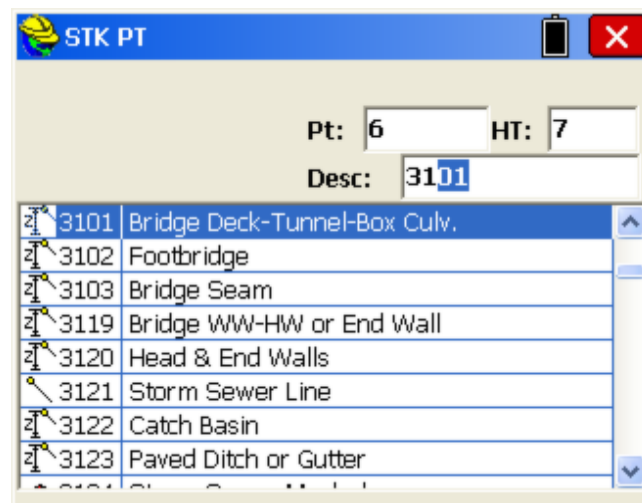 STK PT
Pt: 6 HT: 7
Desc: 3101
3101 Bridge Deck-Tunnel-Box Culv.
3102 Footbridge
3103 Bridge Seam
3119 Bridge WW-HW or End Wall
3120 Head & End Walls
3121 Storm Sewer Line
3122 Catch Basin
3123 Paved Ditch or Gutter